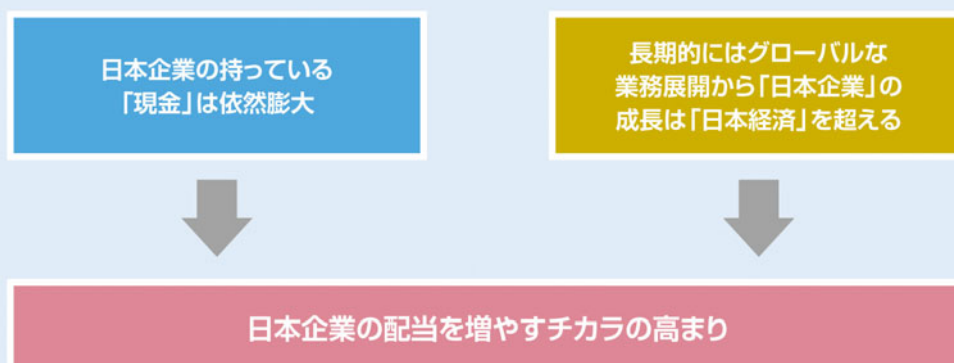 日本企業の持っている
「現金」は依然膨大
長期的にはグローバルな
業務展開から「日本企業」の
成長は「日本経済」を超える
日本企業の配当を増やすチカラの高まり